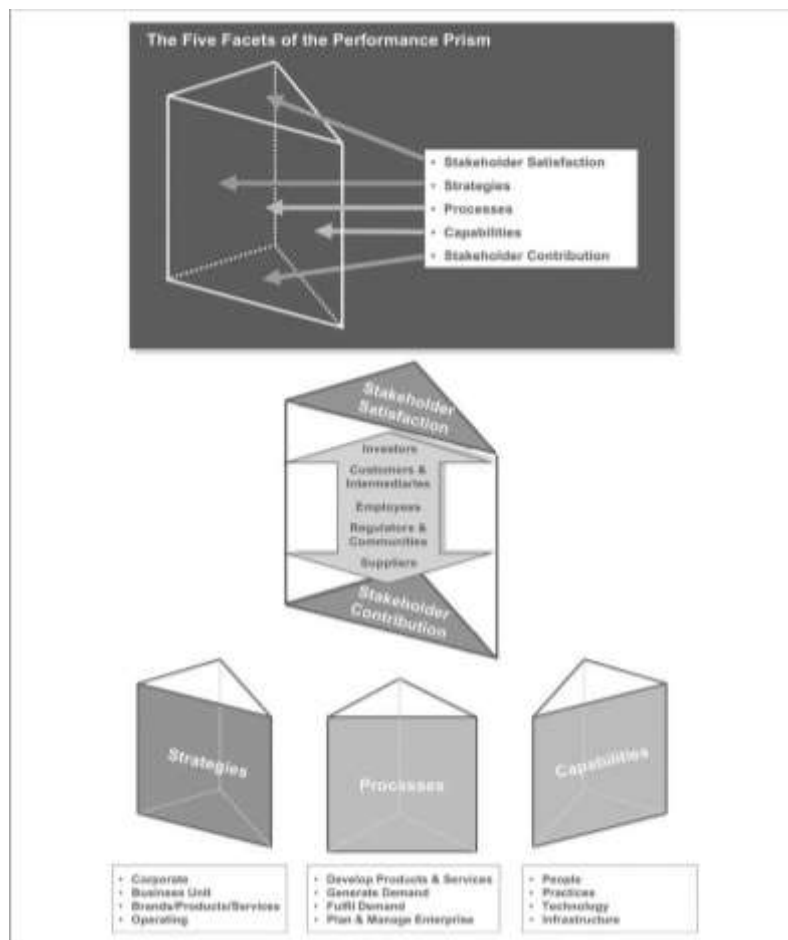 The Five Facets of the Performance Prism
• Stakeholder Satisfaction
• Strategies
• Processes
• Capabilities
• Stakeholder Contribution
Stakeholder
Satisfaction
Investors
Customers &
Intermediaries
Employees
Regulators &
Communities
Suppliers
Stakeholder
Contribution
Strategies
Processes
Capabilities
• Corporate
• Business Unit
• Brands/Products/Services
• Operating
• Develop Products & Services
• Generate Demand
• Fulfil Demand
• Plan & Manage Enterprise
• People
• Practices
• Technology
• Infrastructure